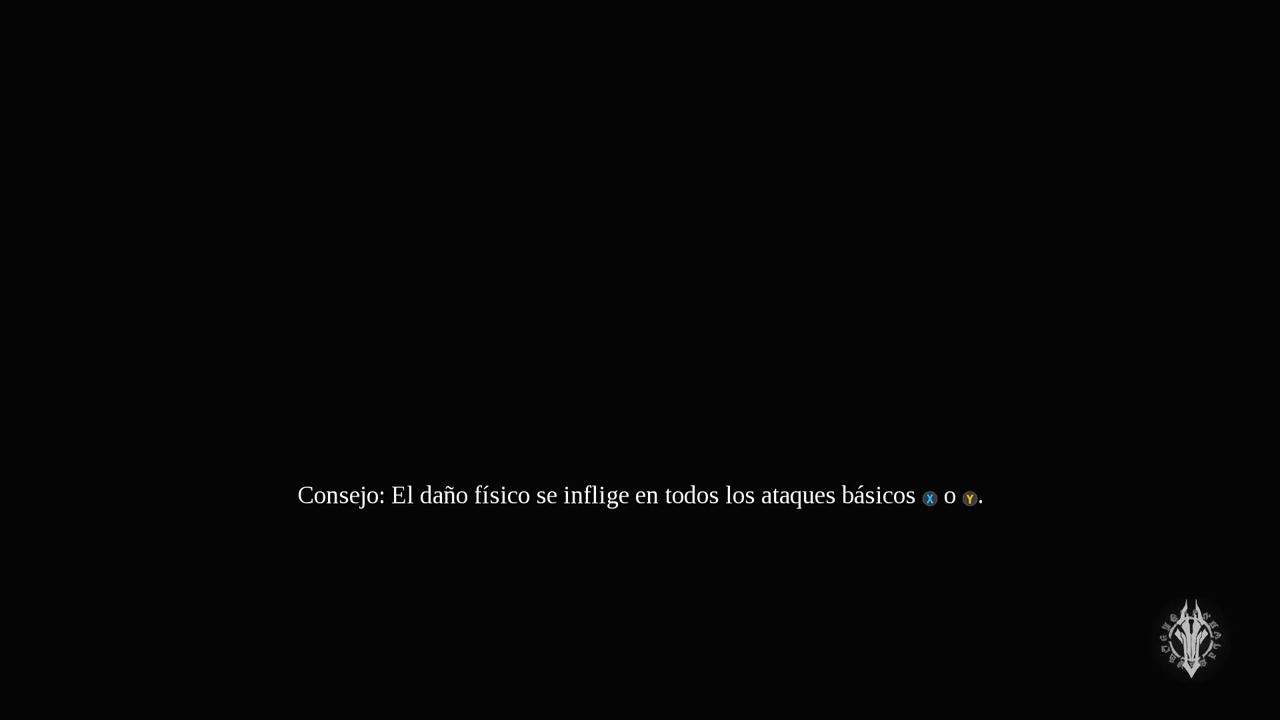 Consejo: El daño físico se inflige en todos los ataques básicos X o Y.